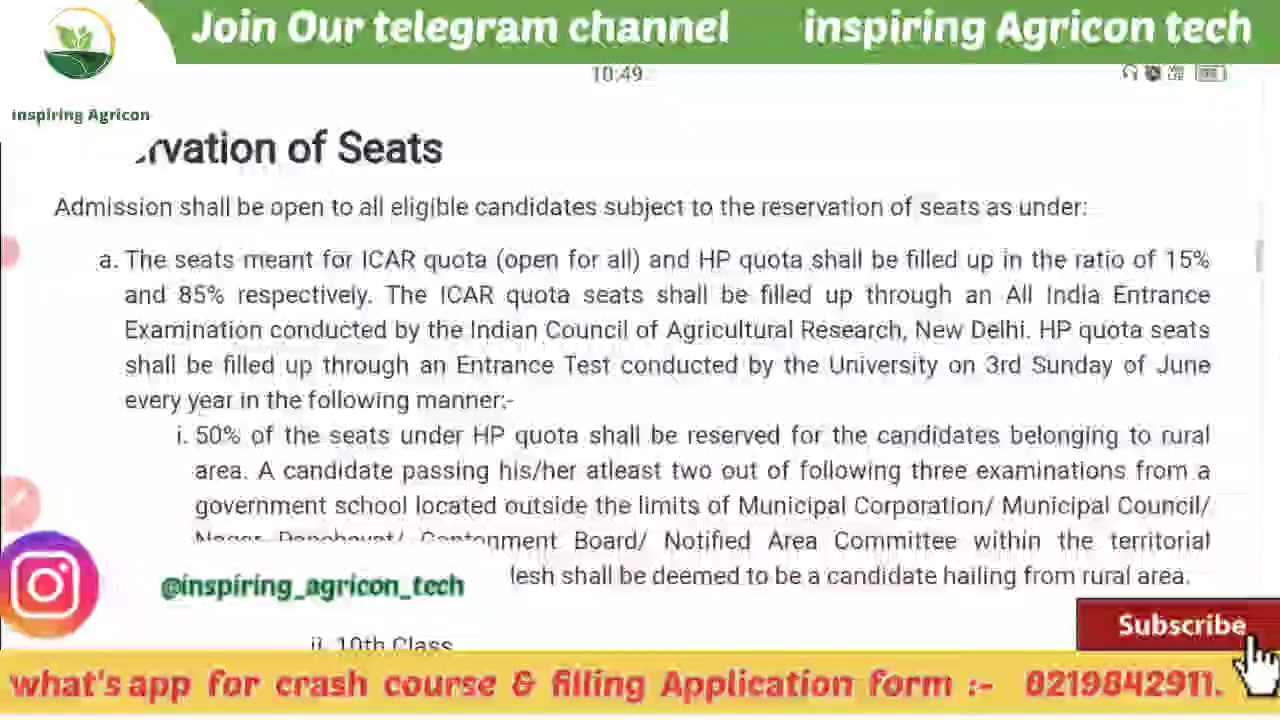 Join Our telegram channel inspiring Agricon tech
10:49
inspiring Agricon
rvation of Seats
Admission shall be open to all eligible candidates subject to the reservation of seats as under:
a. The seats meant for ICAR quota (open for all) and HP quota shall be filled up in the ratio of 15%
and 85% respectively. The ICAR quota seats shall be filled up through an All India Entrance
Examination conducted by the Indian Council of Agricultural Research, New Delhi. HP quota seats
shall be filled up through an Entrance Test conducted by the University on 3rd Sunday of June
every year in the following manner:-
i. 50% of the seats under HP quota shall be reserved for the candidates belonging to rural
area. A candidate passing his/her atleast two out of following three examinations from a
government school located outside the limits of Municipal Corporation/ Municipal Council/
Nagar Panchayat/ Cantonment Board/ Notified Area Committee within the territorial
lesh shall be deemed to be a candidate hailing from rural area.
@inspiring_agricon_tech
Subscribe
ii. 10th Class
what's app for crash course & filling Application form :- 8219842911.